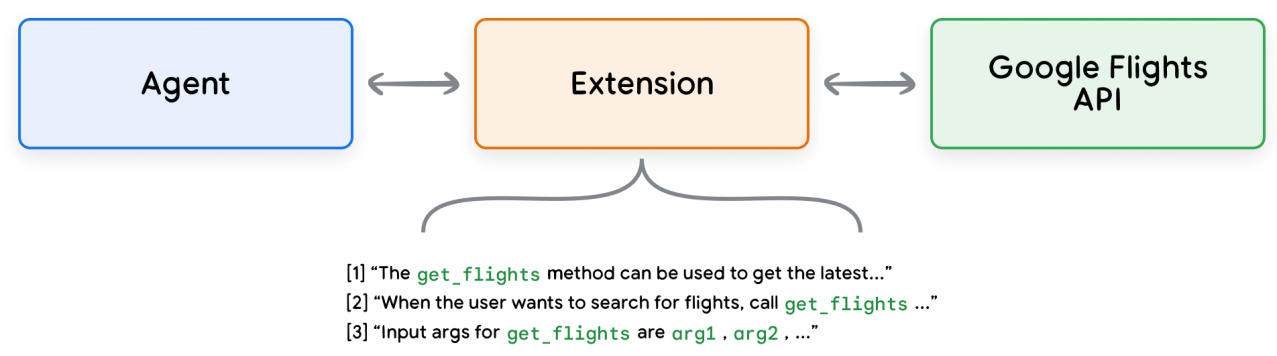 Agent
Extension
Google Flights
API
[1] “The get_flights method can be used to get the latest...”
[2] “When the user wants to search for flights, call get_flights ...”
[3] “Input args for get_flights are arg1 , arg2 , ...”